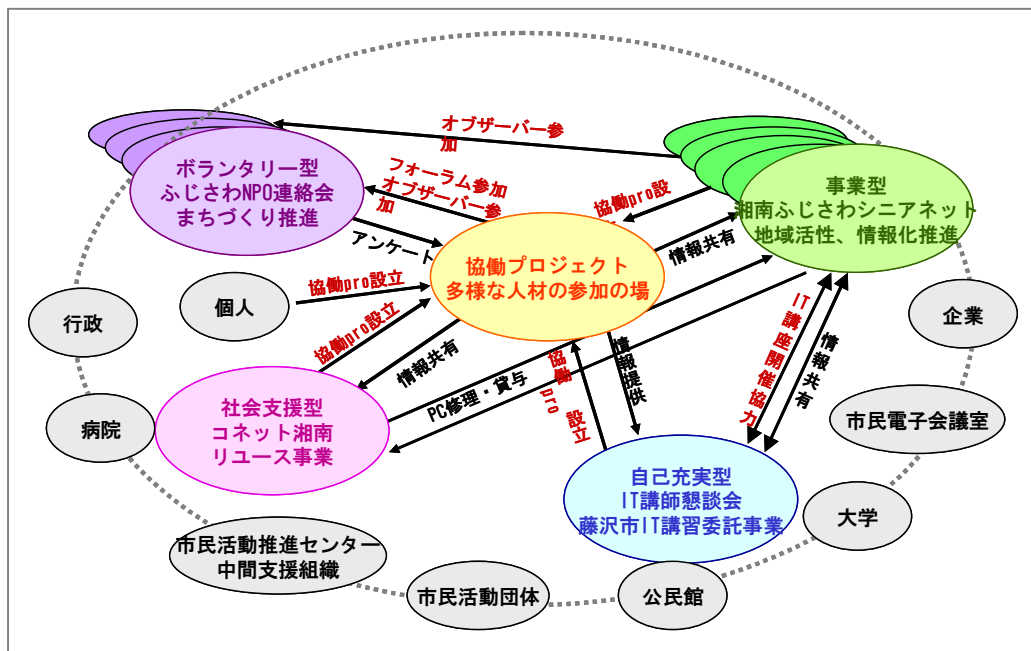 オブザーバー参
加
ボランタリー型
ふじさわNPO連絡会
まちづくり推進
フォーラム参加
オブザーバー参
加
協働pro設
事業型
湘南ふじさわシニアネット
地域活性、情報化推進
アンケート
情報共有
協働プロジェクト
多様な人材の参加の場
個人
協働pro設立
行政
企業
協働pro設立
情報共有
IT講座開催協力
情報共有
社会支援型
コネット湘南
リユース事業
PC修理・貸与
協働pro 設立
情報提供
病院
市民電子会議室
自己充実型
IT講師懇談会
藤沢市IT講習委託事業
大学
市民活動推進センター
中間支援組織
市民活動団体
公民館